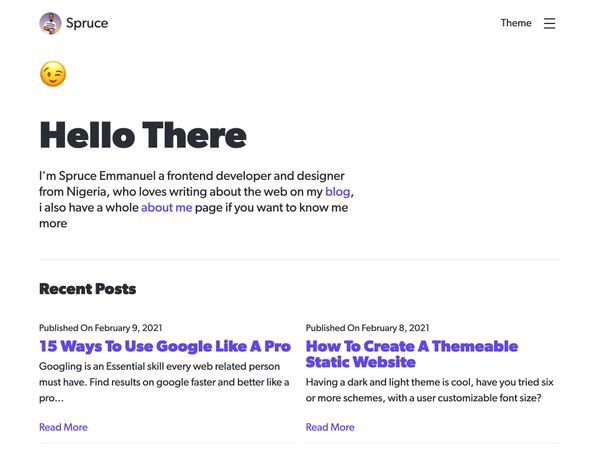 Spruce
Theme
Hello There
I'm Spruce Emmanuel a frontend developer and designer
from Nigeria, who loves writing about the web on my blog,
i also have a whole about me page if you want to know me
more
Recent Posts
Published On February 9, 2021
15 Ways To Use Google Like A Pro
Googling is an Essential skill every web related person
must have. Find results on google faster and better like a
pro...
Read More
Published On February 8, 2021
How To Create A Themeable
Static Website
Having a dark and light theme is cool, have you tried six
or more schemes, with a user customizable font size?
Read More